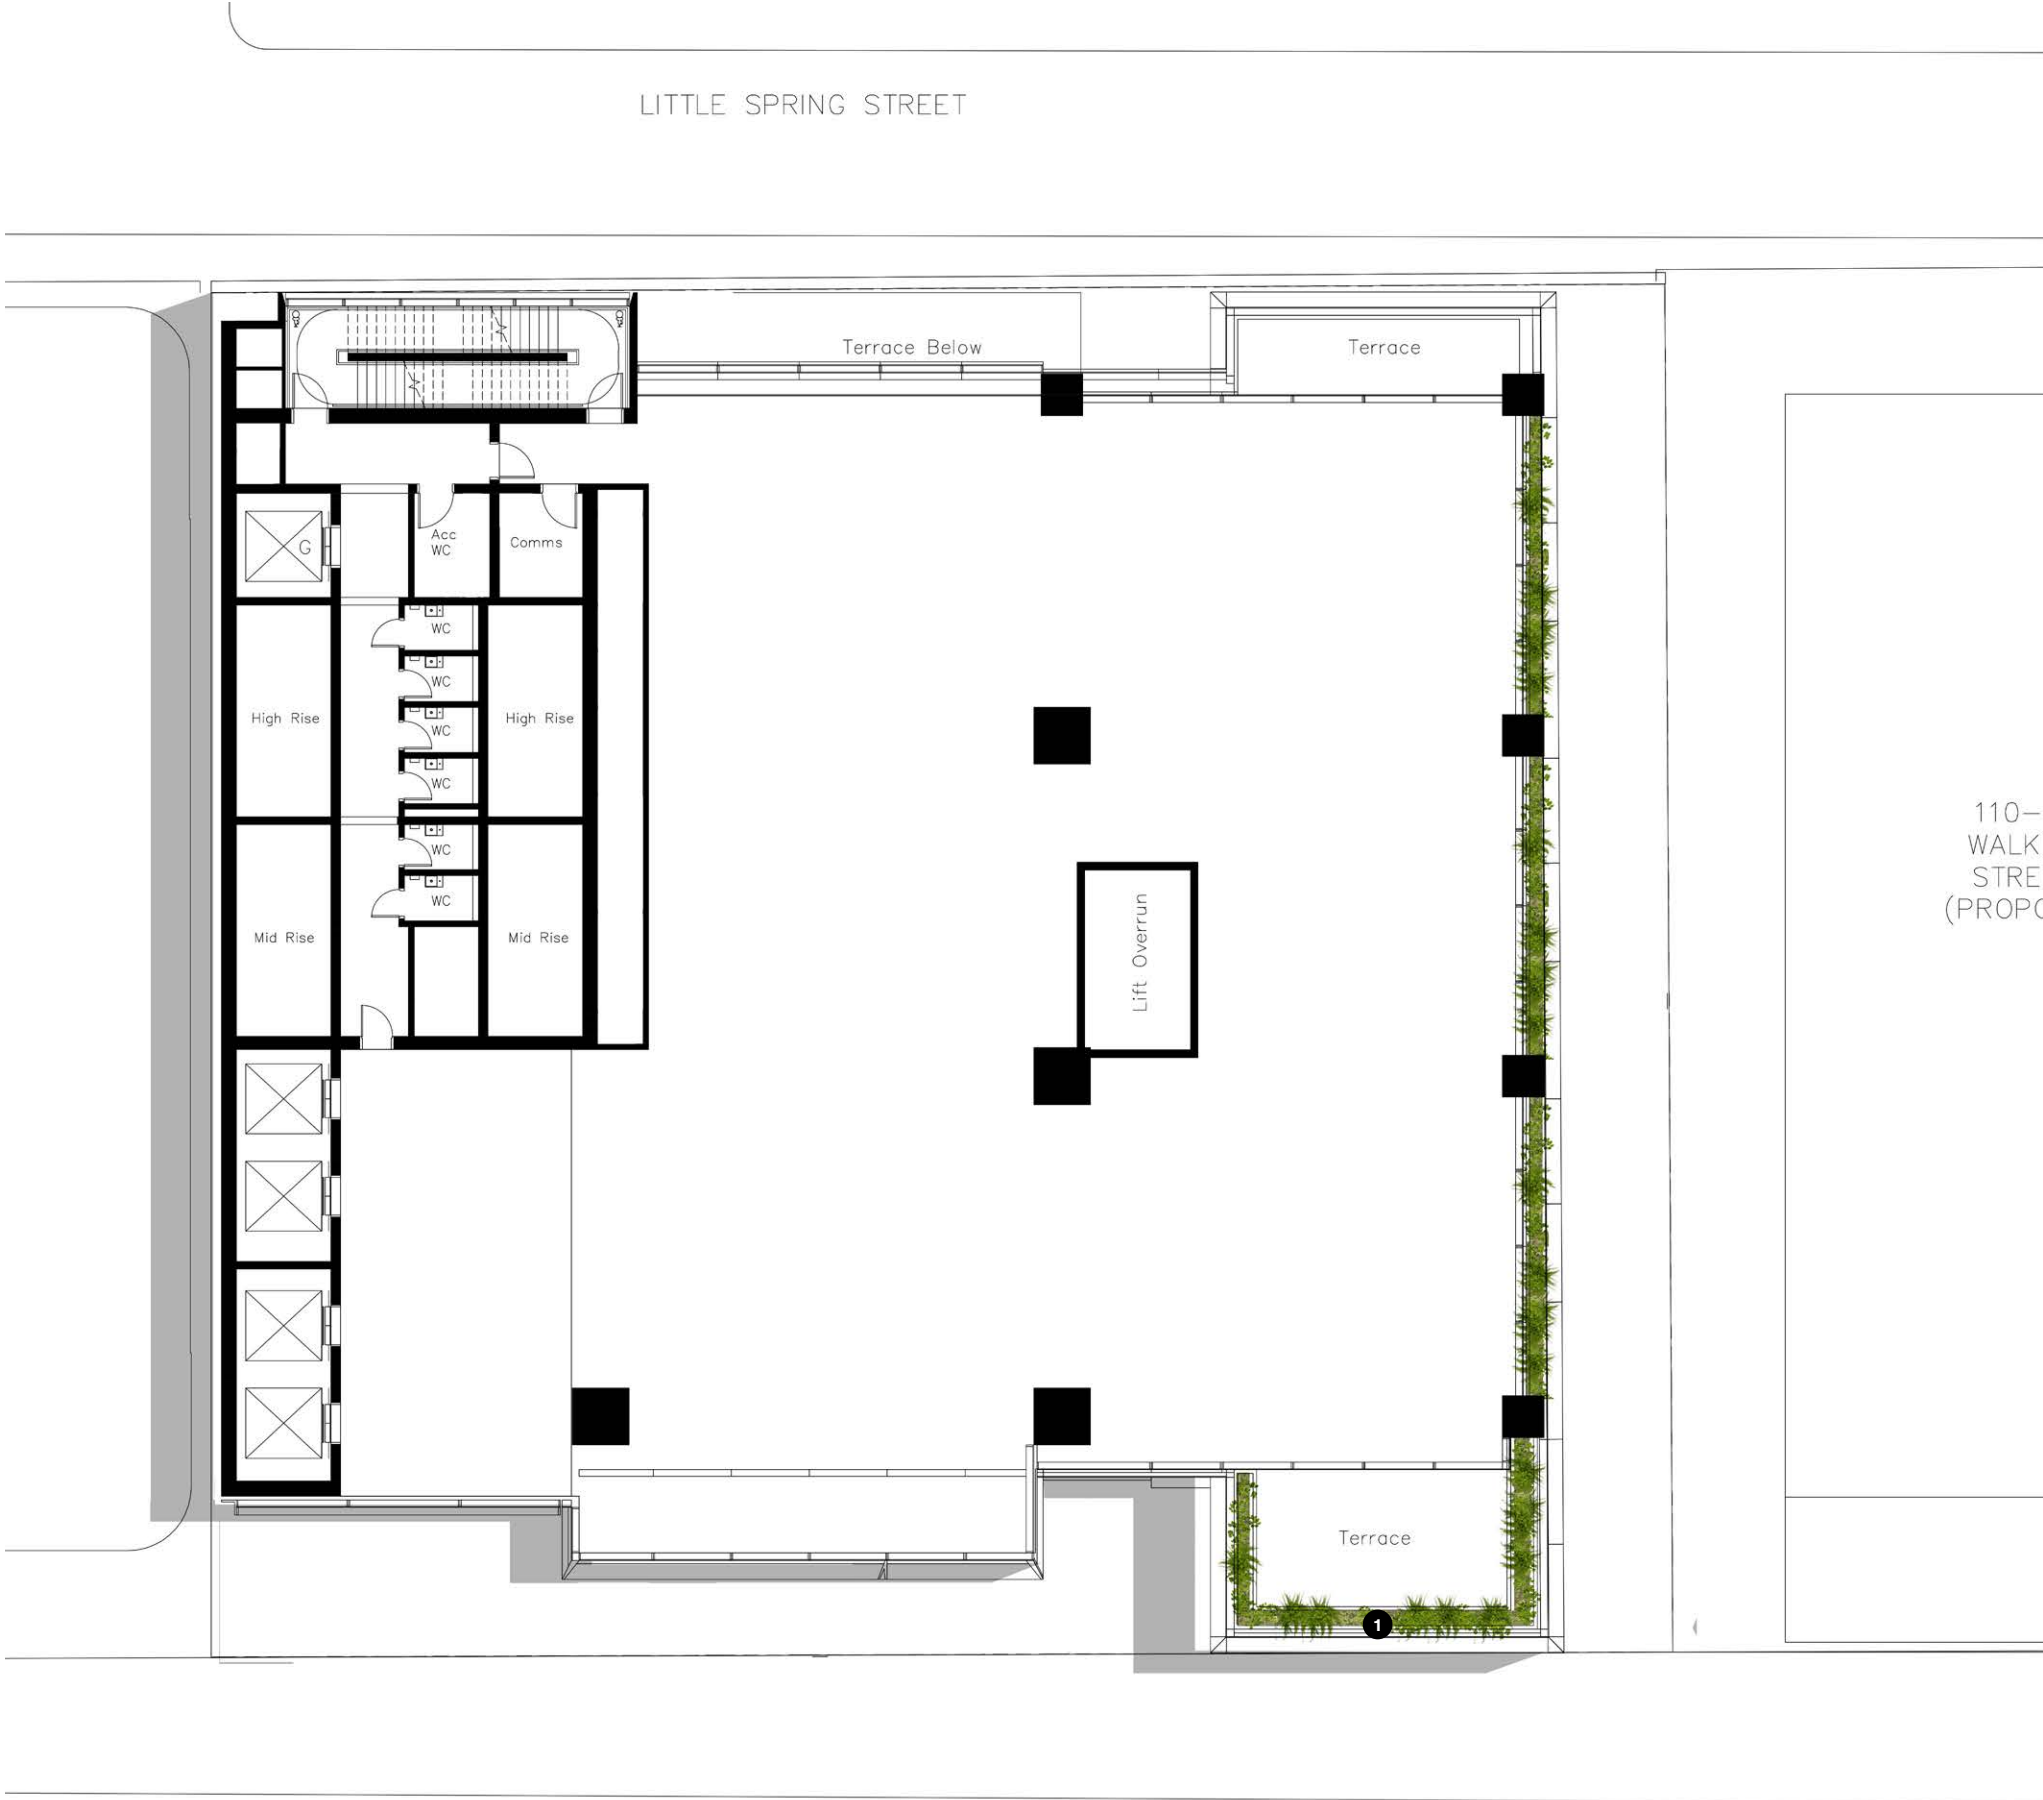 LITTLE SPRING STREET
Terrace Below
Terrace
G
Acc
WC
Comms
WC
WC
High Rise
High Rise
WC
WC
WC
WC
Mid Rise
Mid Rise
Lift Overrun
110-
WALK
STRE
(PROPO
Terrace
1